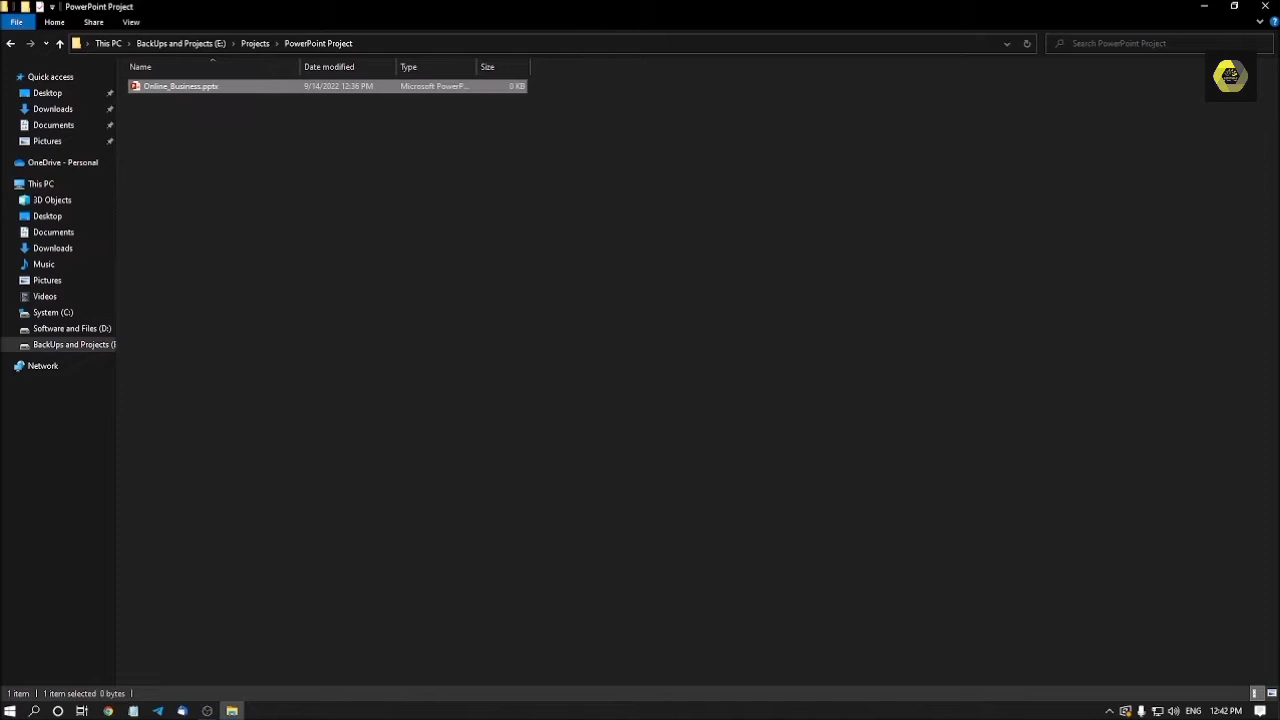 PowerPoint Project
File Home Share View
This PC > BackUps and Projects (E:) > Projects > PowerPoint Project
Search PowerPoint Project
Name Date modified Type Size
Online_Business.pptx 9/14/2022 12:36 PM Microsoft PowerP... 0 KB
Quick access
Desktop
Downloads
Documents
Pictures
OneDrive - Personal
This PC
3D Objects
Desktop
Documents
Downloads
Music
Pictures
Videos
System (C:)
Software and Files (D:)
BackUps and Projects (E
Network
1 item 1 item selected 0 bytes
ENG 12:42 PM